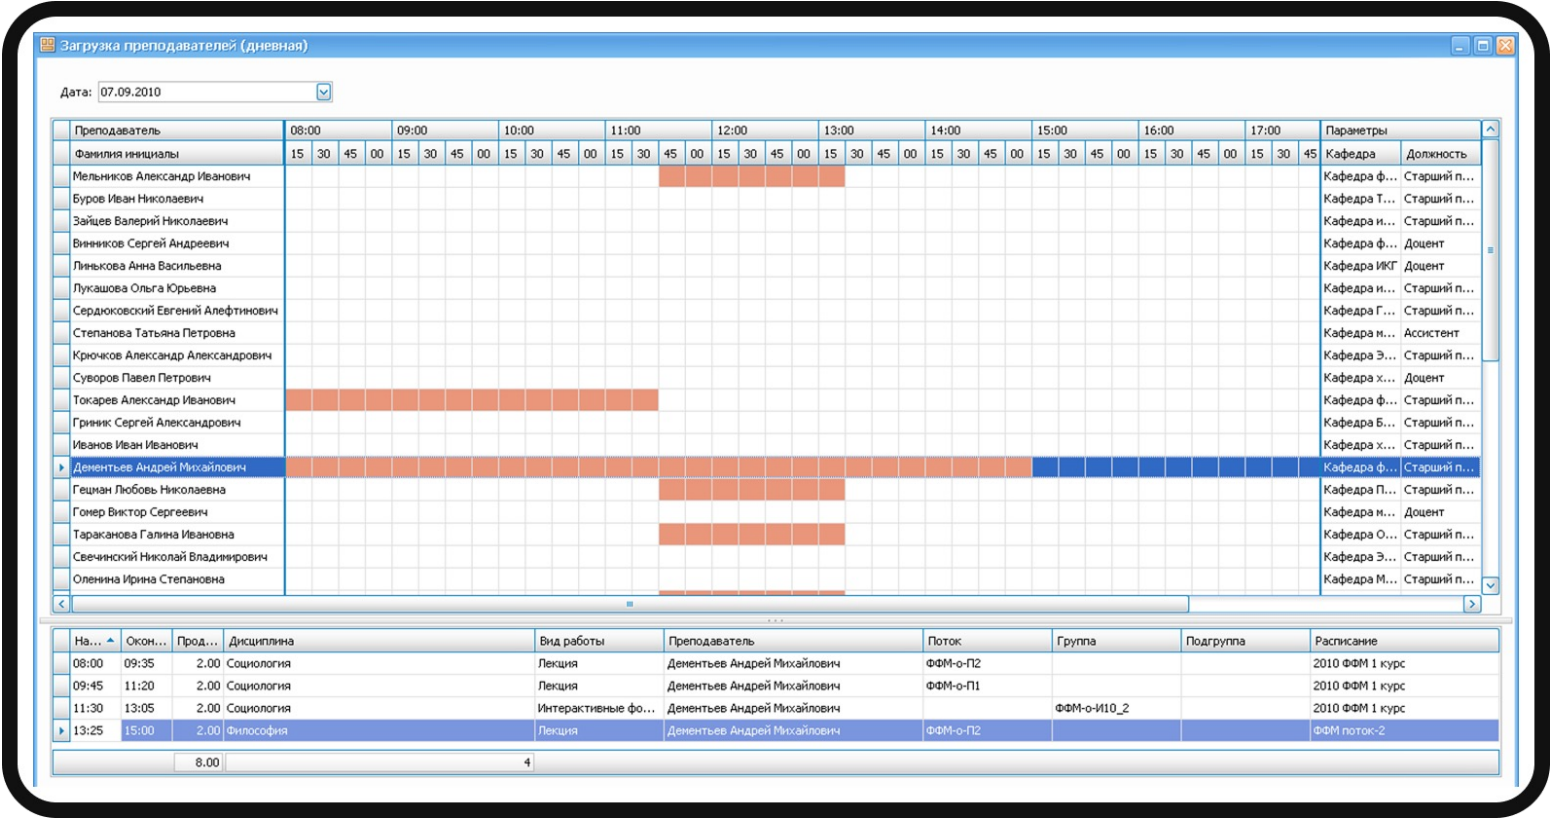 Загрузка преподавателей (дневная)
Дата: 07.09.2010
Преподаватель 08:00 09:00 10:00 11:00 12:00 13:00 14:00 15:00 16:00 17:00 Параметры
Фамилия инициалы 15 30 45 00 15 30 45 00 15 30 45 00 15 30 45 00 15 30 45 00 15 30 45 00 15 30 45 00 15 30 45 00 15 30 45 00 15 30 45 Кафедра Должность
Мельников Александр Иванович Кафедра ф... Старший п...
Буров Иван Николаевич Кафедра Т... Старший п...
Зайцев Валерий Николаевич Кафедра и... Старший п...
Винников Сергей Андреевич Кафедра ф... Доцент
Линькова Анна Васильевна Кафедра ИКГ Доцент
Лукашова Ольга Юрьевна Кафедра и... Старший п...
Сердюковский Евгений Алефтинович Кафедра Г... Старший п...
Степанова Татьяна Петровна Кафедра м... Ассистент
Крючков Александр Александрович Кафедра Э... Старший п...
Суворов Павел Петрович Кафедра х... Доцент
Токарев Александр Иванович Кафедра ф... Старший п...
Гриник Сергей Александрович Кафедра Б... Старший п...
Иванов Иван Иванович Кафедра х... Старший п...
Дементьев Андрей Михайлович Кафедра ф... Старший п...
Гецман Любовь Николаевна Кафедра П... Старший п...
Гомер Виктор Сергеевич Кафедра м... Доцент
Тараканова Галина Ивановна Кафедра О... Старший п...
Свечинский Николай Владимирович Кафедра Э... Старший п...
Оленина Ирина Степановна Кафедра М... Старший п...
На... Окон... Прод... Дисциплина Вид работы Преподаватель Поток Группа Подгруппа Расписание
08:00 09:35 2.00 Социология Лекция Дементьев Андрей Михайлович ФФМ-о-П2 2010 ФФМ 1 курс
09:45 11:20 2.00 Социология Лекция Дементьев Андрей Михайлович ФФМ-о-П1 2010 ФФМ 1 курс
11:30 13:05 2.00 Социология Интерактивные фо... Дементьев Андрей Михайлович ФФМ-о-И10_2 2010 ФФМ 1 курс
13:25 15:00 2.00 Философия Лекция Дементьев Андрей Михайлович ФФМ-о-П2 ФФМ поток-2
8.00 4